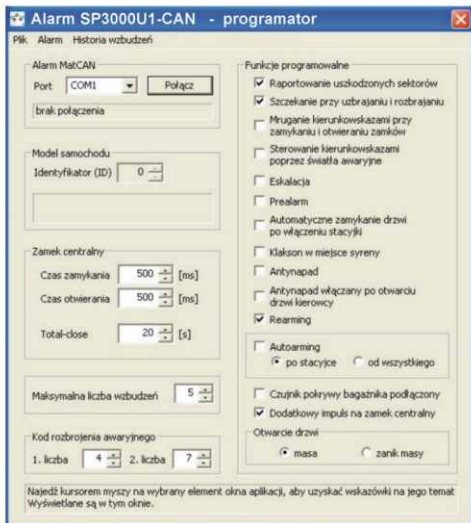 Alarm SP3000U1-CAN - programator
Plik Alarm Historia wzbudzeń
Alarm MatCAN
Port COM1 Połącz
brak połączenia
Model samochodu
Identyfikator (ID) 0
Zamek centralny
Czas zamykania 500 [ms]
Czas otwierania 500 [ms]
Total-close 20 [s]
Maksymalna liczba wzbudzeń 5
Kod rozbrojenia awaryjnego
1. liczba 4 2. liczba 7
Funkcje programowalne
Raportowanie uszkodzonych sektorów
Szczekanie przy uzbrajaniu i rozbrajaniu
Mruganie kierunkowskazami przy
zamykaniu i otwieraniu zamków
Sterowanie kierunkowskazami
poprzez światła awaryjne
Eskalacja
Prealarm
Automatyczne zamykanie drzwi
po włączeniu stacyjki
Klakson w miejsce syreny
Antynapad
Antynapad włączany po otwarciu
drzwi kierowcy
Rearming
Autoarming
po stacyjce od wszystkiego
Czujnik pokrywy bagażnika podłączony
Dodatkowy impuls na zamek centralny
Otwarcie drzwi
masa zanik masy
Najedź kursorem myszy na wybrany element okna aplikacji, aby uzyskać wskazówki na jego temat
Wyświetlane są w tym oknie.